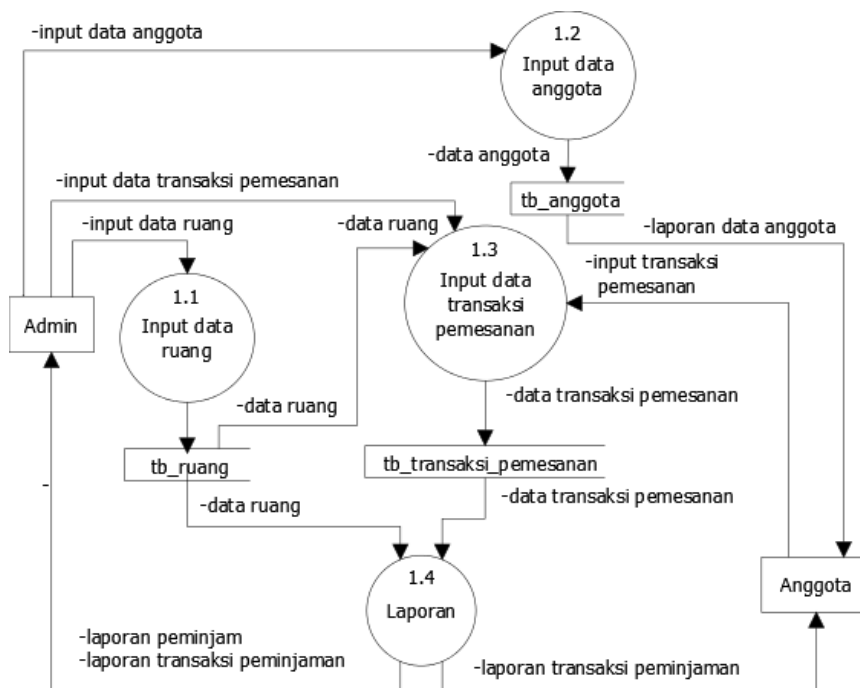 -input data anggota
1.2
Input data
anggota
-data anggota
-input data transaksi pemesanan
tb_anggota
-input data ruang
-data ruang
-laporan data anggota
1.3
Input data
transaksi
pemesanan
-input transaksi
pemesanan
1.1
Input data
ruang
Admin
-data transaksi pemesanan
-data ruang
tb_ruang
tb_transaksi_pemesanan
-
-data ruang
-data transaksi pemesanan
1.4
Laporan
Anggota
-laporan peminjam
-laporan transaksi peminjaman
-laporan transaksi peminjaman